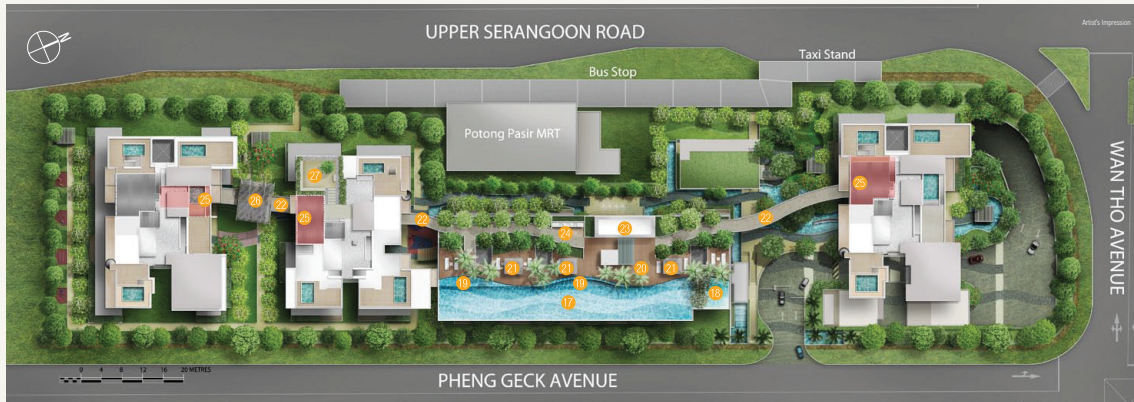 Artist's Impression
UPPER SERANGOON ROAD
N
Taxi Stand
Bus Stop
Potong Pasir MRT
WAN THO AVENUE
27
25
26
22
25
22
24
23
22
25
21
21
20
21
19
19
17
18
0 4 8 12 16 20 METRES
PHENG GECK AVENUE